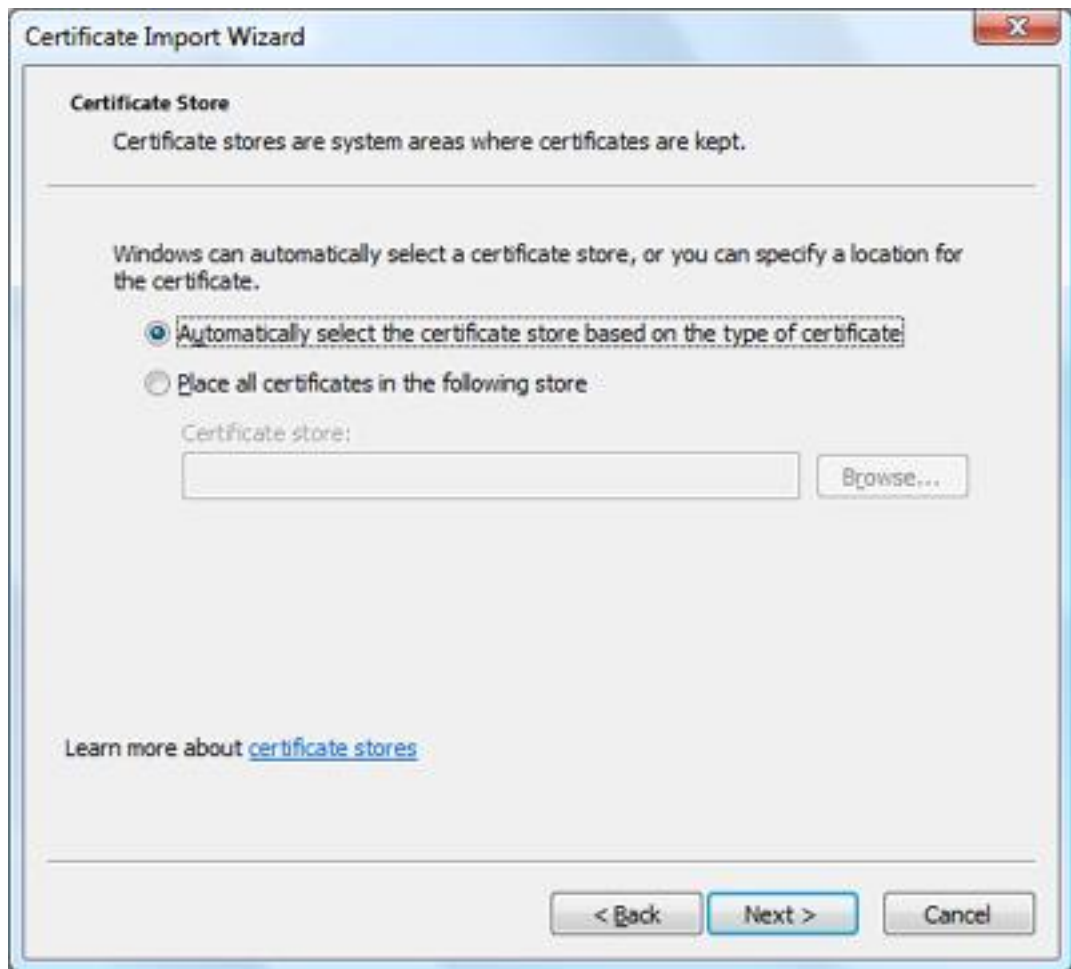 Certificate Import Wizard
Certificate Store
Certificate stores are system areas where certificates are kept.
Windows can automatically select a certificate store, or you can specify a location for
the certificate.
Automatically select the certificate store based on the type of certificate
Place all certificates in the following store
Certificate store:
Browse...
Learn more about certificate stores
< Back Next > Cancel